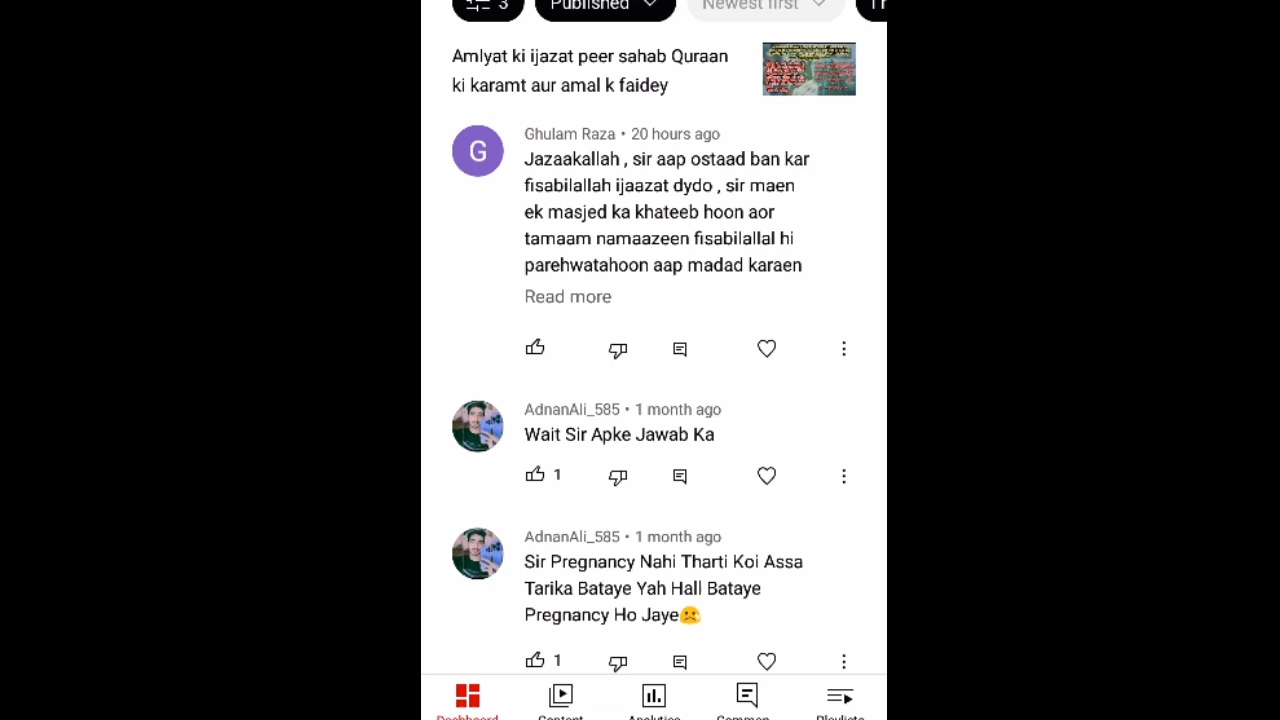 3
Published
Newest first
Amlyat ki ijazat peer sahab Quraan
ki karamt aur amal k faidey
G
Ghulam Raza • 20 hours ago
Jazaakallah , sir aap ostaad ban kar
fisabilallah ijaazat dydo , sir maen
ek masjed ka khateeb hoon aor
tamaam namaazeen fisabilallal hi
parehwatahoon aap madad karaen
Read more
AdnanAli_585 • 1 month ago
Wait Sir Apke Jawab Ka
1
AdnanAli_585 • 1 month ago
Sir Pregnancy Nahi Tharti Koi Assa
Tarika Bataye Yah Hall Bataye
Pregnancy Ho Jaye☹️
1
Dashboard
Content
Analytics
Commen
Playlists